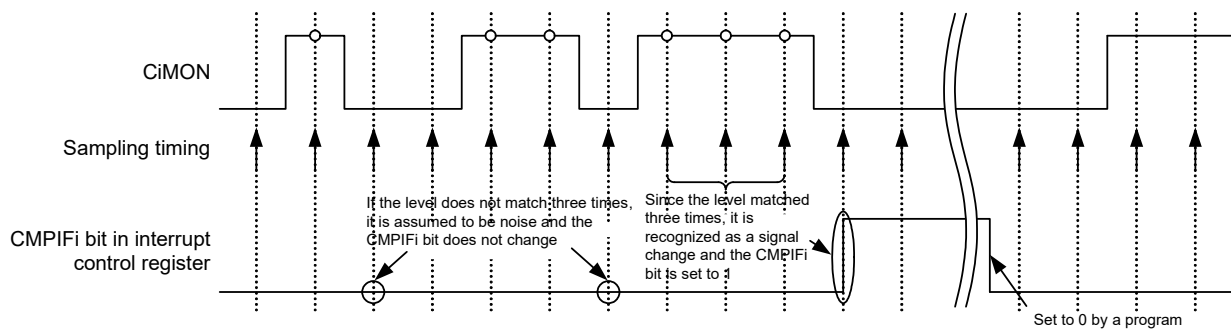 CiMON
Sampling timing
If the level does not match three times,
it is assumed to be noise and the
CMPIFi bit does not change
Since the level matched
three times, it is
recognized as a signal
change and the CMPIFi
bit is set to 1
CMPIFi bit in interrupt
control register
Set to 0 by a program